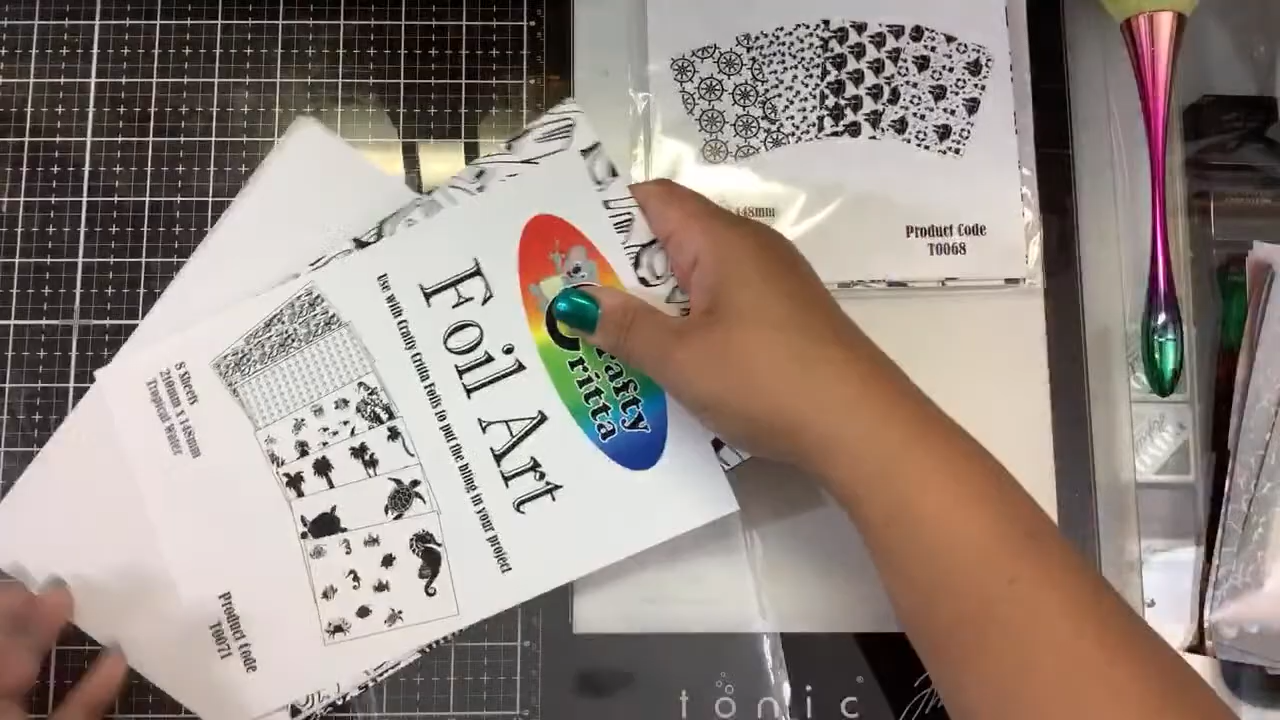 148mm
Product Code
T0068
Crafty
Critta
Foil Art
Use with Crafty Critta Foils to put the bling in your project
8 Sheets
210mm X 148mm
Tropical Water
Product Code
T0071
tonic